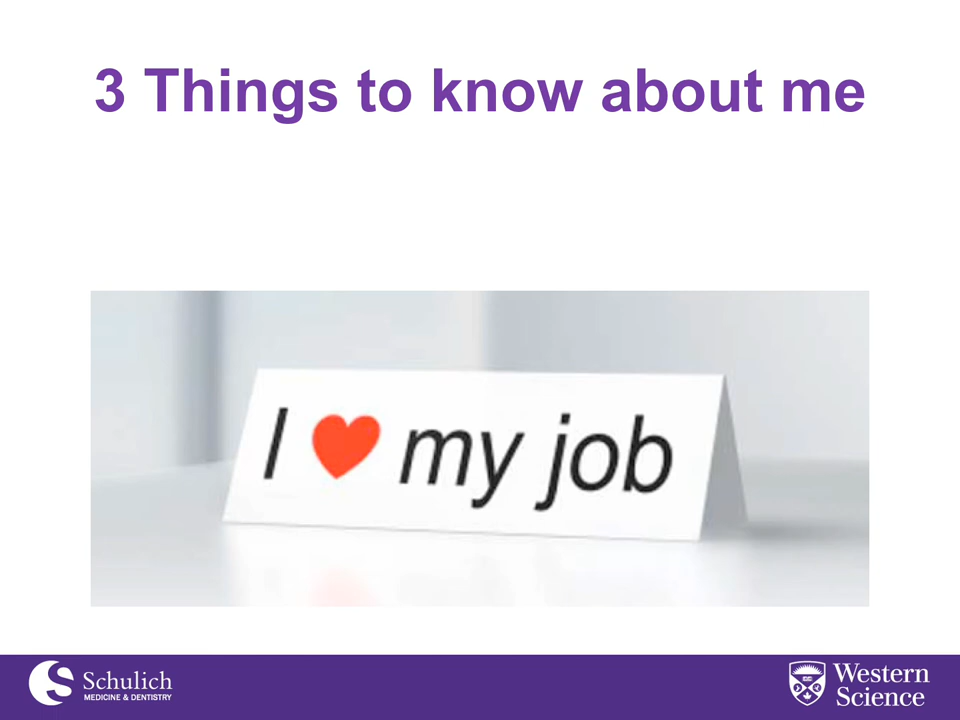 3 Things to know about me
I ❤ my job
Schulich
MEDICINE & DENTISTRY
Western
Science